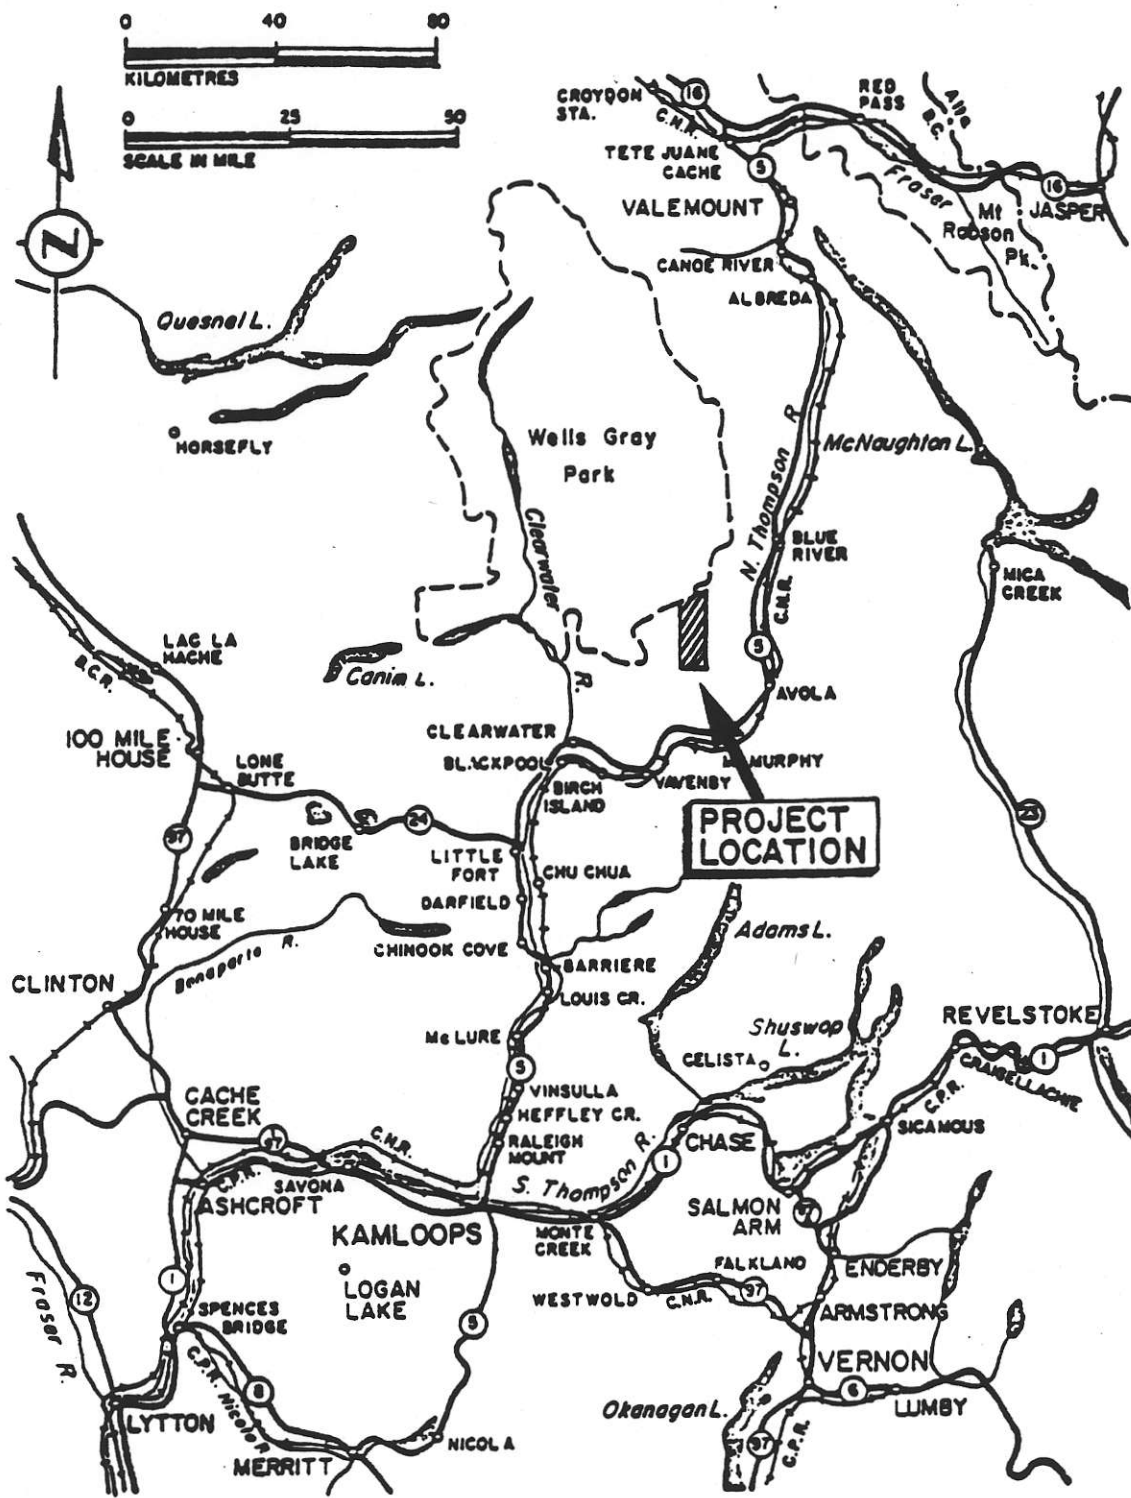 0 40 80
KILOMETRES
0 25 50
SCALE IN MILE
N
CROYDON
STA.
16
C.N.R.
RED
PASS
Alta.
B.C.
TETE JUANE
CACHE
5
Fraser
16
JASPER
Mt
Robson
Pk.
VALEMOUNT
CANOE RIVER
ALBREDA
Quesnel L.
HORSEFLY
Wells Gray
Park
McNaughton L.
N. Thompson R.
Clearwater
R.
BLUE
RIVER
C.N.R.
MICA
CREEK
5
LAC LA
HACHE
B.C.R.
Canim L.
AVOLA
100 MILE
HOUSE
LONE
BUTTE
CLEARWATER
BLACKPOOL
BIRCH
ISLAND
VAVENBY
MURPHY
PROJECT
LOCATION
97
BRIDGE
LAKE
24
LITTLE
FORT
CHU CHUA
DARFIELD
23
70 MILE
HOUSE
Bonaparte R.
CHINOOK COVE
Adams L.
BARRIERE
CLINTON
LOUIS CR.
Mc LURE
Shuswap
L.
CELISTA
REVELSTOKE
1
CRAIGELLACHIE
5
CACHE
CREEK
VINSULLA
HEFFLEY CR.
RALEIGH
MOUNT
C.P.R.
SICAMOUS
97
C.N.R.
CHASE
S. Thompson R.
1
C.P.R.
SAVONA
ASHCROFT
KAMLOOPS
MONTE
CREEK
SALMON
ARM
97
LOGAN
LAKE
FALKLAND
ENDERBY
WESTWOLD
C.N.R.
97
ARMSTRONG
Fraser R.
12
1
SPENCES
BRIDGE
5
VERNON
C.P.R.
Nicola R.
8
6
LUMBY
LYTTON
Okanagan L.
97
C.P.R.
NICOLA
MERRITT